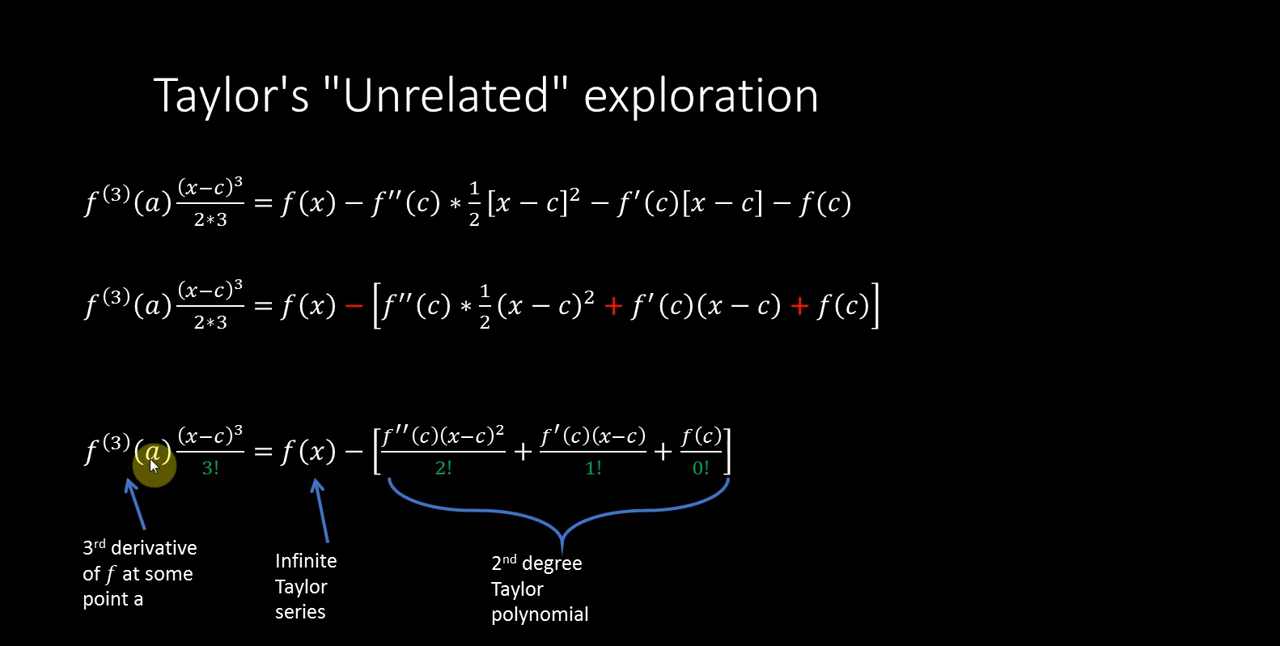 Taylor's "Unrelated" exploration
f⁽³⁾(a) (x−c)³/2*3 = f(x) − f′′(c) * 1/2 [x − c]² − f′(c)[x − c] − f(c)
f⁽³⁾(a) (x−c)³/2*3 = f(x) − [f′′(c) * 1/2 (x − c)² + f′(c)(x − c) + f(c)]
f⁽³⁾(a) (x−c)³/3! = f(x) − [f′′(c)(x−c)²/2! + f′(c)(x−c)/1! + f(c)/0!]
3rd derivative
of f at some
point a
Infinite
Taylor
series
2nd degree
Taylor
polynomial